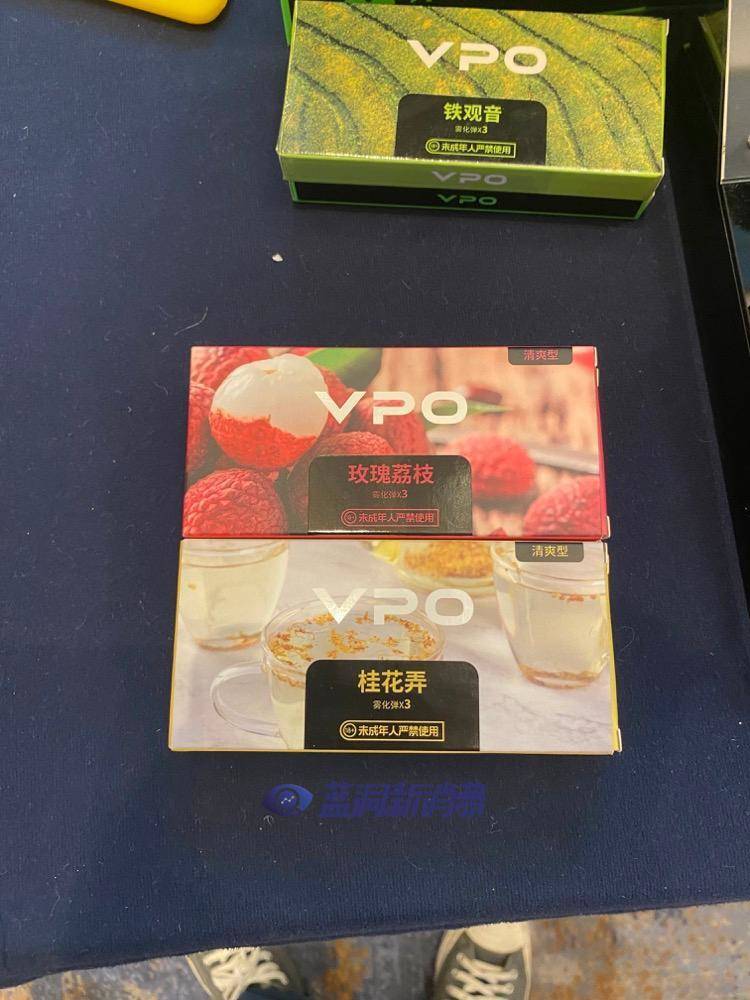 VPO
铁观音
雾化弹X3
未成年人严禁使用
VPO
VPO
清爽型
VPO
玫瑰荔枝
雾化弹X3
18+ 未成年人严禁使用
清爽型
VPO
桂花弄
雾化弹X3
18+ 未成年人严禁使用
蓝洞新消费